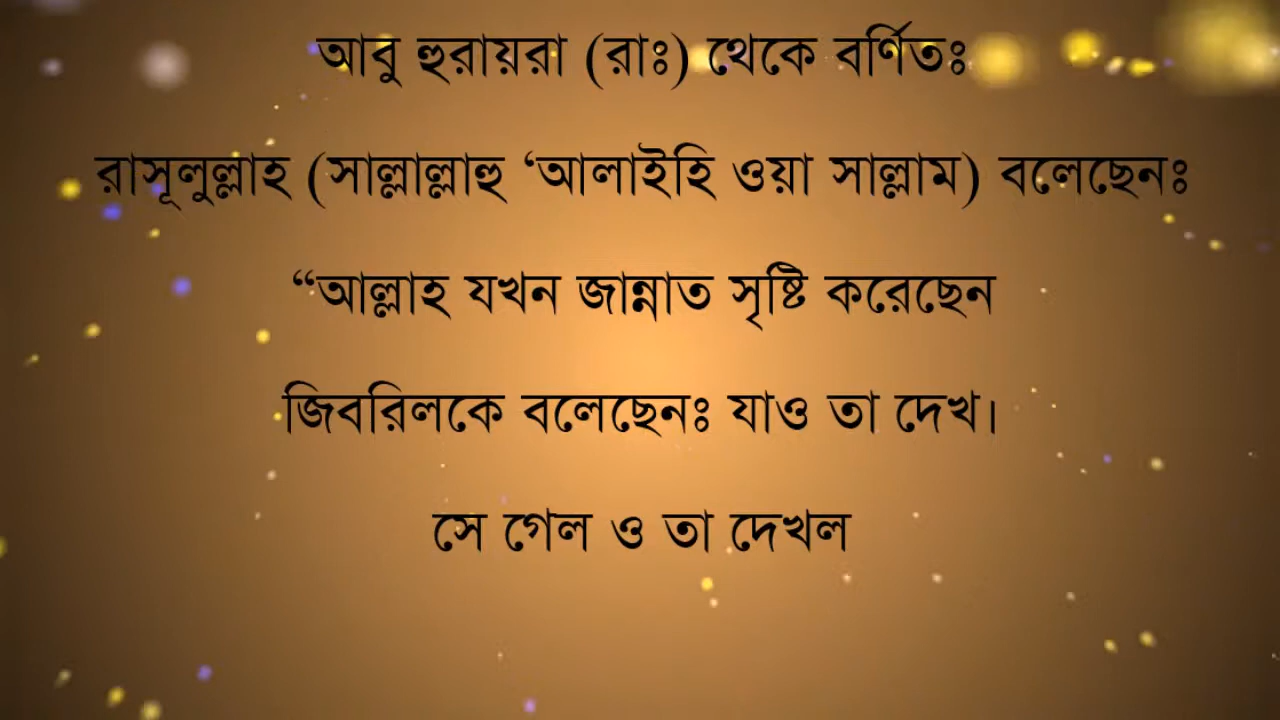 আবু হুরায়রা (রাঃ) থেকে বর্ণিতঃ
রাসূলুল্লাহ (সাল্লাল্লাহু ‘আলাইহি ওয়া সাল্লাম) বলেছেনঃ
“আল্লাহ যখন জান্নাত সৃষ্টি করেছেন
জিবরিলকে বলেছেনঃ যাও তা দেখ।
সে গেল ও তা দেখল